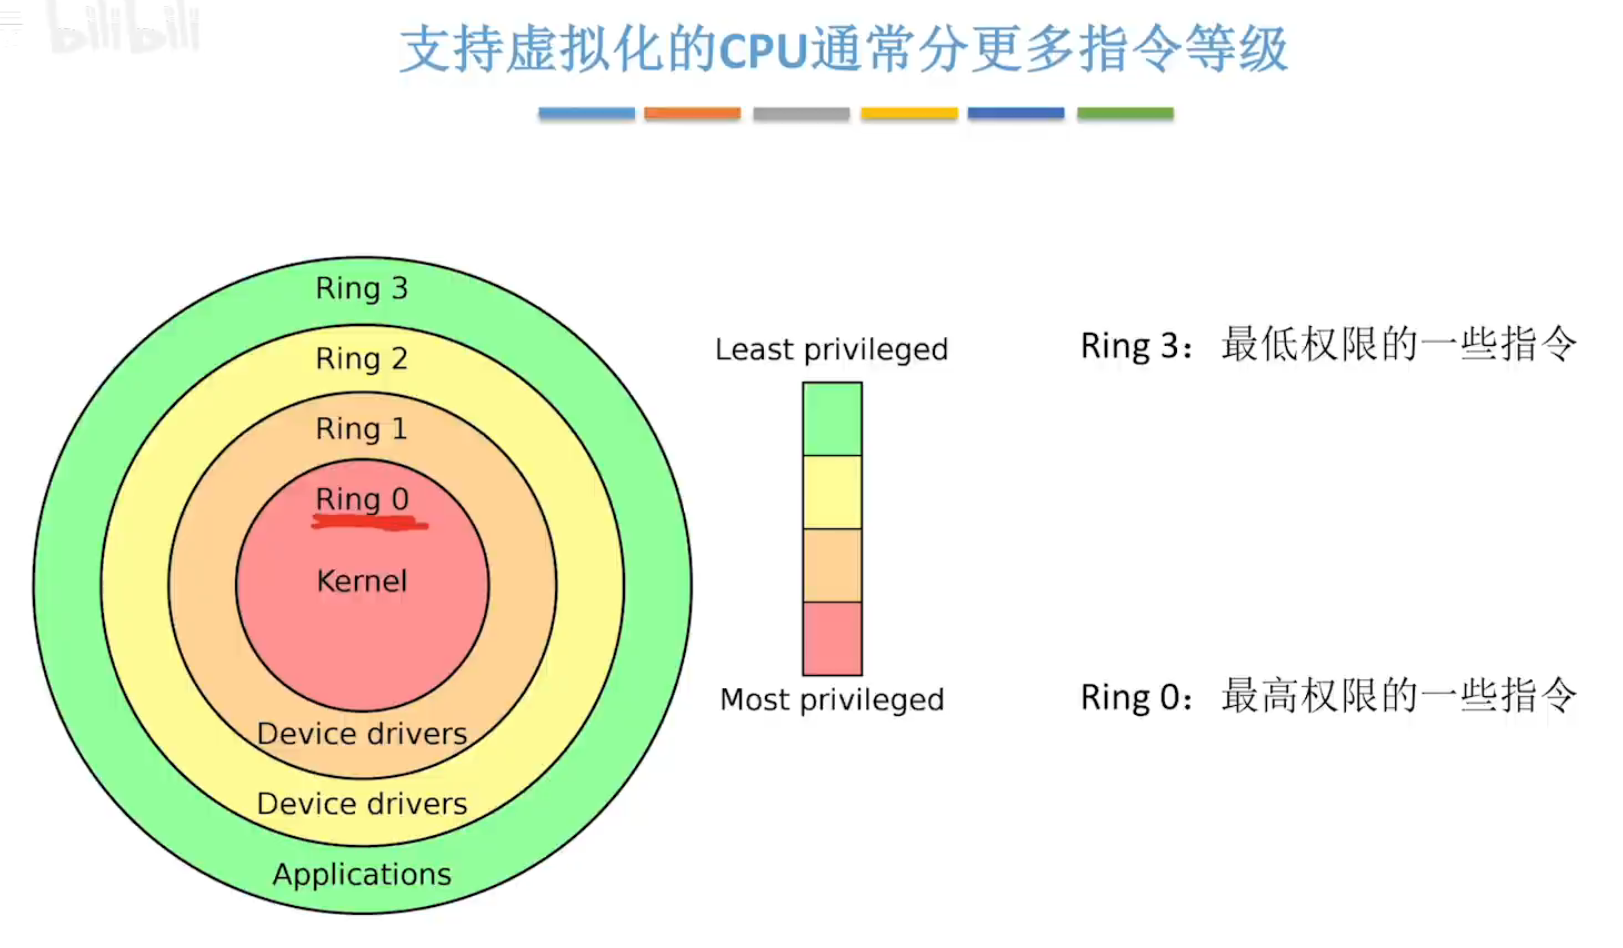 bilibili
支持虚拟化的CPU通常分更多指令等级
Ring 3
Ring 2
Ring 1
Ring 0
Kernel
Device drivers
Device drivers
Applications
Least privileged
Most privileged
Ring 3：最低权限的一些指令
Ring 0：最高权限的一些指令